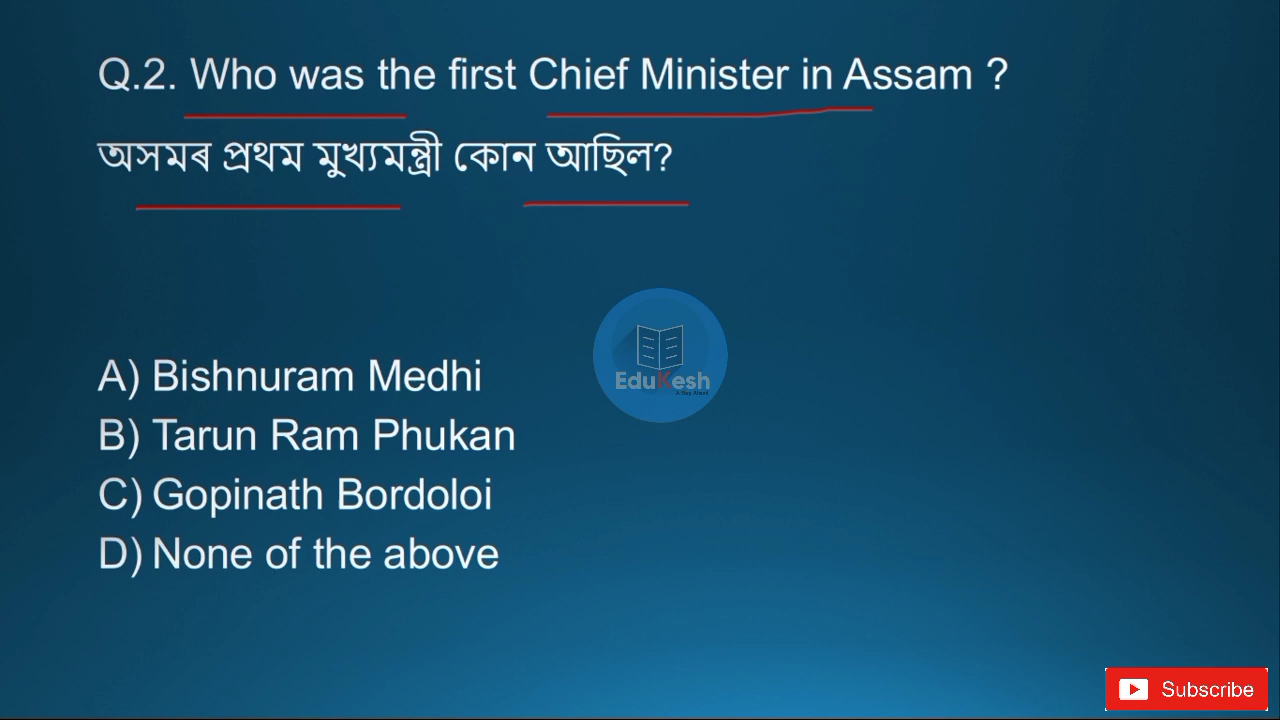 Q.2. Who was the first Chief Minister in Assam ?
অসমৰ প্ৰথম মুখ্যমন্ত্ৰী কোন আছিল?
EduKesh
A) Bishnuram Medhi
B) Tarun Ram Phukan
C) Gopinath Bordoloi
D) None of the above
Subscribe